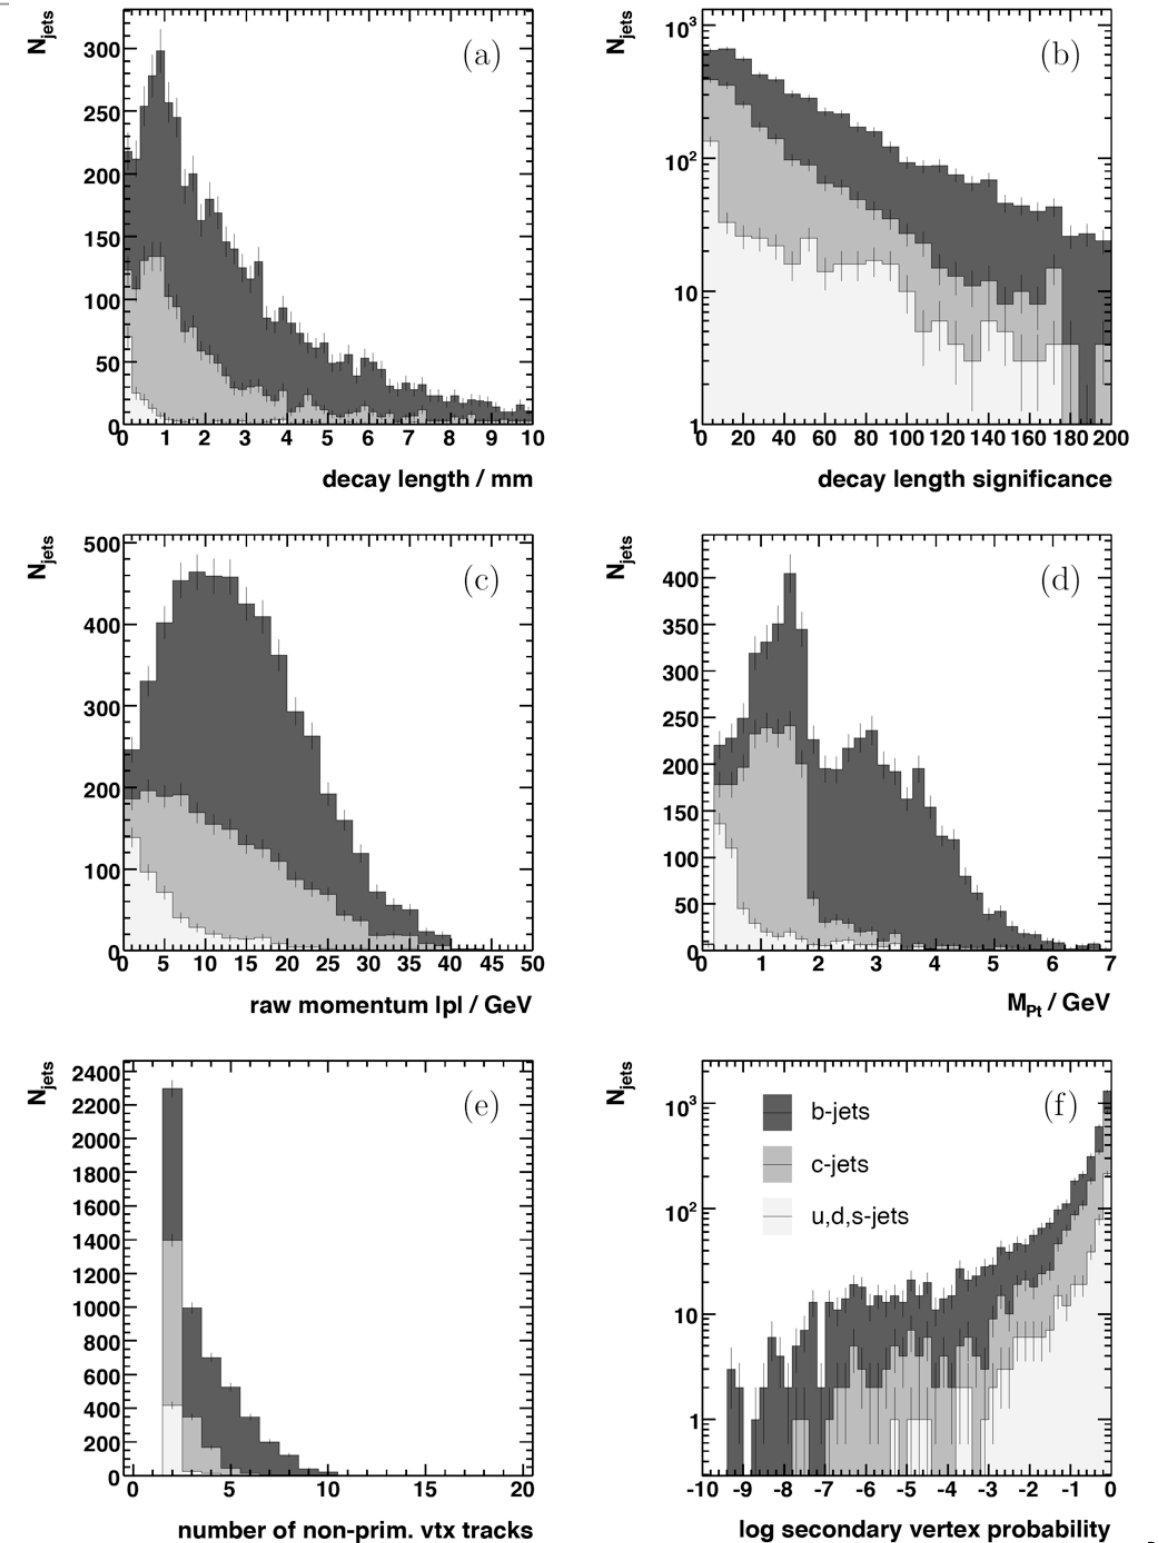 N_jets
(a)
300
250
200
150
100
50
0
0 1 2 3 4 5 6 7 8 9 10
decay length / mm
N_jets
(b)
10^3
10^2
10
1
0 20 40 60 80 100 120 140 160 180 200
decay length significance
N_jets
(c)
500
400
300
200
100
0
0 5 10 15 20 25 30 35 40 45 50
raw momentum |p| / GeV
N_jets
(d)
400
350
300
250
200
150
100
50
0
0 1 2 3 4 5 6 7
M_Pt / GeV
N_jets
(e)
2400
2200
2000
1800
1600
1400
1200
1000
800
600
400
200
0
0 5 10 15 20
number of non-prim. vtx tracks
N_jets
(f)
b-jets
c-jets
u,d,s-jets
10^3
10^2
10
1
-10 -9 -8 -7 -6 -5 -4 -3 -2 -1 0
log secondary vertex probability